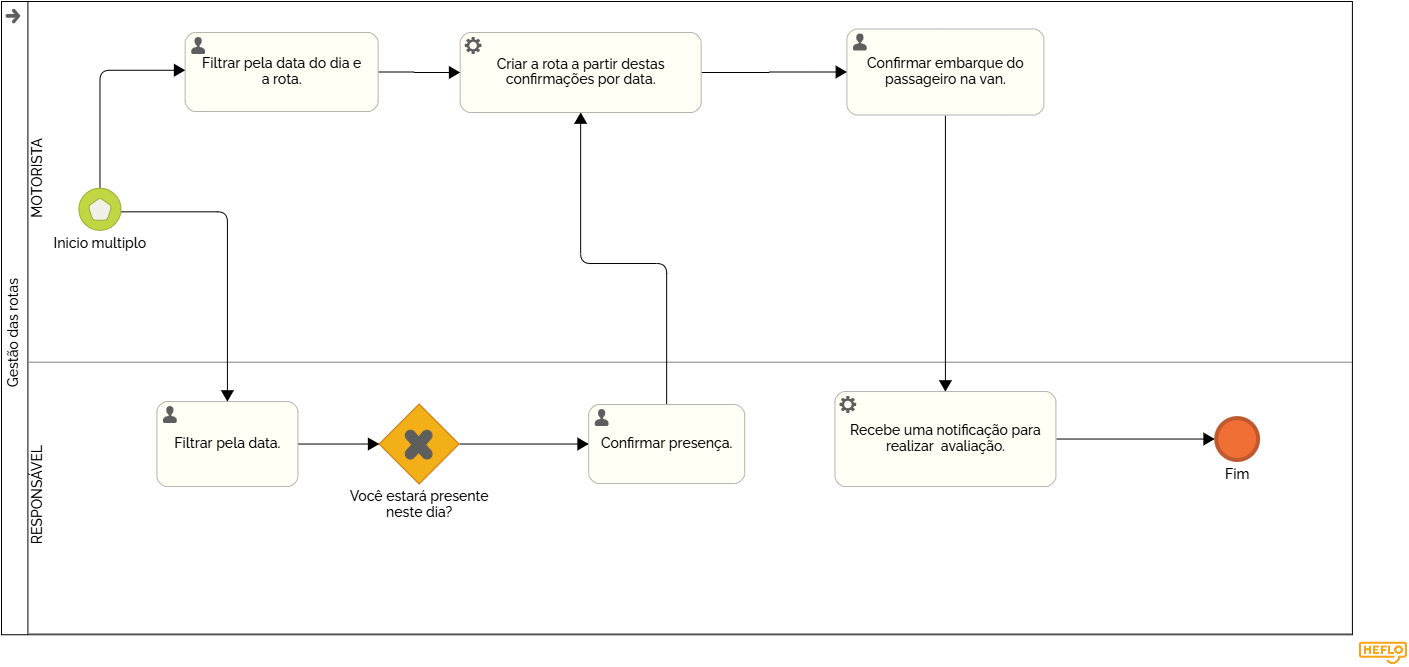 Gestão das rotas
MOTORISTA
Filtrar pela data do dia e
a rota.
Criar a rota a partir destas
confirmações por data.
Confirmar embarque do
passageiro na van.
Inicio multiplo
RESPONSÁVEL
Filtrar pela data.
Você estará presente
neste dia?
Confirmar presença.
Recebe uma notificação para
realizar avaliação.
Fim
HEFLO